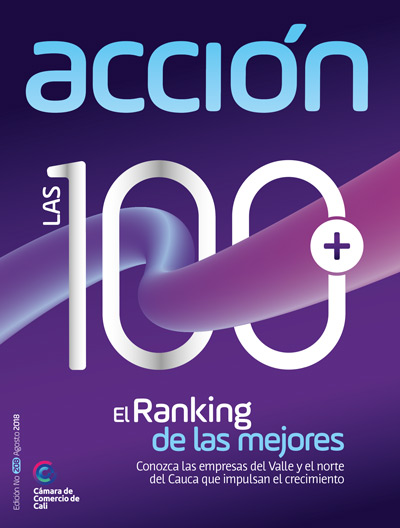 acción
LAS
100
+
El Ranking
de las mejores
Conozca las empresas del Valle y el norte
del Cauca que impulsan el crecimiento
Edición No 208 Agosto 2018
Cámara de
Comercio de
Cali